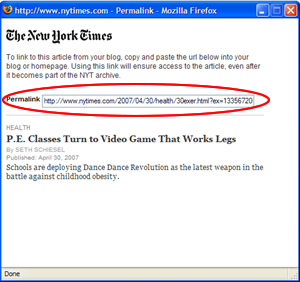 http://www.nytimes.com - Permalink - Mozilla Firefox
The New York Times
To link to this article from your blog, copy and paste the url below into your
blog or homepage. Using this link will ensure access to the article, even after
it becomes part of the NYT archive.
Permalink http://www.nytimes.com/2007/04/30/health/30exer.html?ex=13356720
HEALTH
P.E. Classes Turn to Video Game That Works Legs
By SETH SCHIESEL
Published: April 30, 2007
Schools are deploying Dance Dance Revolution as the latest weapon in the
battle against childhood obesity.
Done